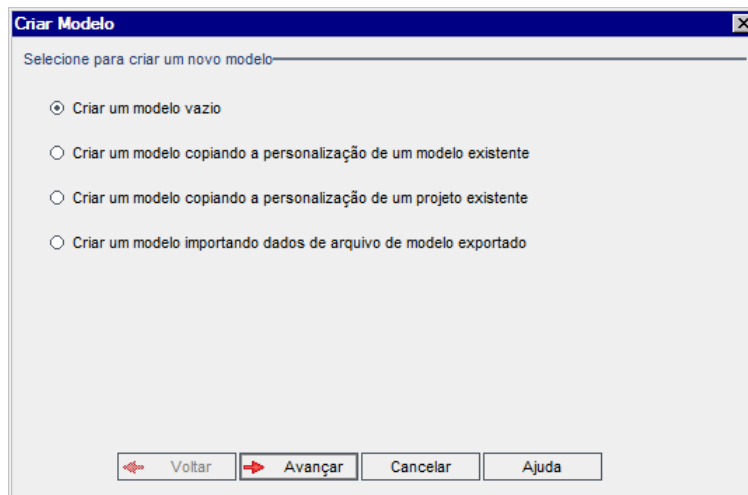 Criar Modelo
Selecione para criar um novo modelo
Criar um modelo vazio
Criar um modelo copiando a personalização de um modelo existente
Criar um modelo copiando a personalização de um projeto existente
Criar um modelo importando dados de arquivo de modelo exportado
Voltar Avançar Cancelar Ajuda